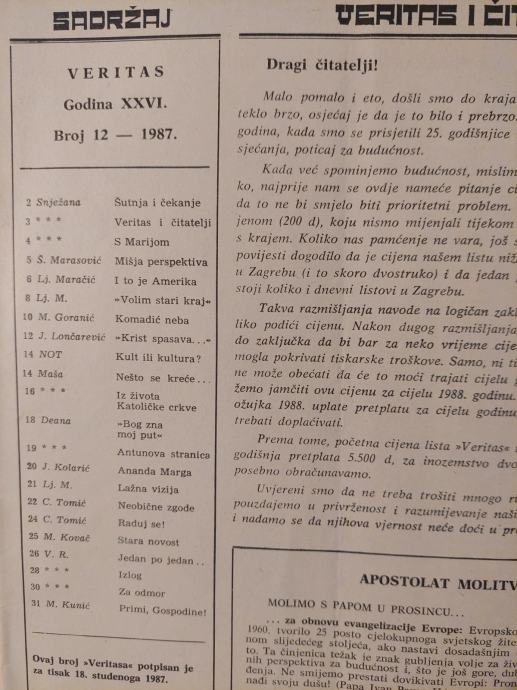 SADRŽAJ
VERITAS
Godina XXVI.
Broj 12 — 1987.
2 Snježana Šutnja i čekanje
3 * * * Veritas i čitatelji
4 * * * S Marijom
5 Š. Marasović Mišja perspektiva
6 Lj. Maračić I to je Amerika
8 Lj. M. »Volim stari kraj«
10 M. Goranić Komadić neba
12 J. Lončarević »Krist spasava...«
14 NOT Kult ili kultura?
14 Maša Nešto se kreće...
16 * * * Iz života
Katoličke crkve
18 Deana »Bog zna
moj put«
19 * * * Antunova stranica
20 J. Kolarić Ananda Marga
21 Lj. M. Lažna vizija
22 C. Tomić Neobične zgode
24 C. Tomić Raduj se!
25 M. Kovač Stara novost
26 V. R. Jedan po jedan..
28 * * * Izlog
30 * * * Za odmor
31 M. Kunić Primi, Gospodine!
Ovaj broj »Veritasa« potpisan je
za tisak 18. studenoga 1987.
VERITAS I
Dragi čitatelji!
Malo pomalo i eto, došli smo do kraja
teklo brzo, osjećaj je da je to bilo i prebrzo.
godina, kada smo se prisjetili 25. godišnjice
sjećanja, poticaj za budućnost.
Kada već spominjemo budućnost, mislim
ko, najprije nam se ovdje nameće pitanje
da to ne bi smjelo biti prioritetni problem.
jenom (200 d), koju nismo mijenjali tijekom
s krajem. Koliko nas pamćenje ne vara, još
povijesti dogodilo da je cijena našem listu
u Zagrebu (i to skoro dvostruko) i da jedan
stoji koliko i dnevni listovi u Zagrebu.
Takva razmišljanja navode na logičan
liko podići cijenu. Nakon dugog razmišljanja
do zaključka da bi bar za neko vrijeme
mogla pokrivati tiskarske troškove. Samo, ni
ne može obećati da će to moći trajati cijelu
žemo jamčiti ovu cijenu za cijelu 1988. godinu.
ožujka 1988. uplate pretplatu za cijelu
trebati doplaćivati.
Prema tome, početna cijena lista »Veritas«
godišnja pretplata 5.500 d, za inozemstvo
posebno obračunavamo.
Uvjereni smo da ne treba trošiti mnogo
pouzdajemo u privrženost i razumijevanje
i nadamo se da njihova vjernost neće doći u
APOSTOLAT
MOLIMO S PAPOM U PROSINCU...
... za obnovu evangelizacije Evrope:
1960. tvorilo 25 posto cjelokupnoga svjetskog
nom slijedećeg stoljeća, ako nastavi dosadašnjim
to. Ta činjenica težak je znak gubljenja volje za
nih perspektiva za budućnost i, što je još gore,
đenja. Ne smijemo prestati dovikivati Evropi:
nađi svoju dušu! (Papa Ivan